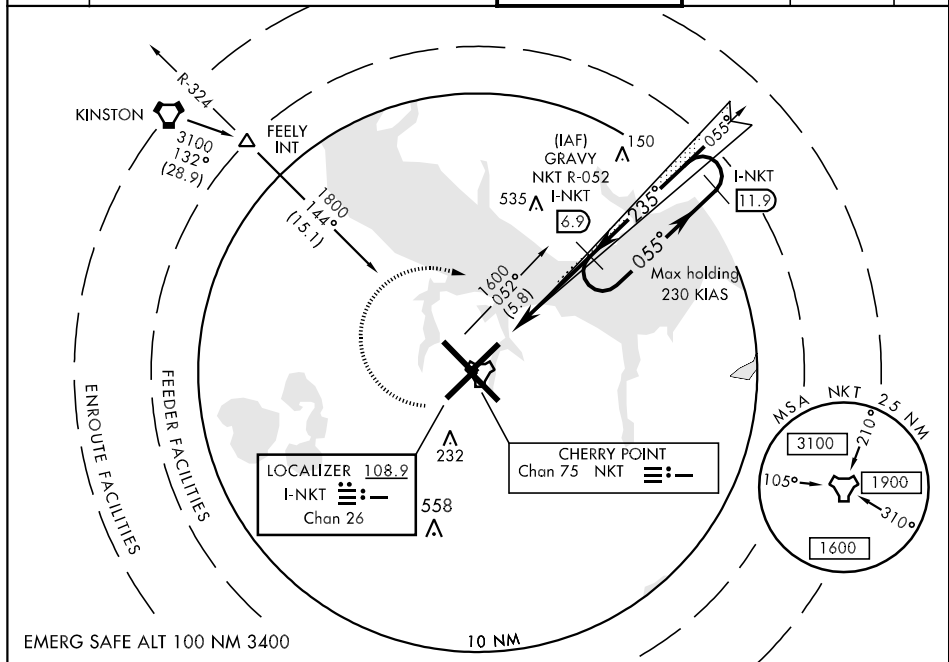 R-324
KINSTON
3100
132°
(28.9)
FEELY
INT
1800
144°
(15.1)
(IAF)
GRAVY
NKT R-052
I-NKT
6.9
150
535
055°
235°
055°
I-NKT
11.9
Max holding
230 KIAS
1600
052°
(5.8)
ENROUTE FACILITIES
FEEDER FACILITIES
LOCALIZER 108.9
I-NKT
Chan 26
232
558
CHERRY POINT
Chan 75 NKT
MSA NKT 25 NM
3100
210°
105°
1900
310°
1600
EMERG SAFE ALT 100 NM 3400
10 NM